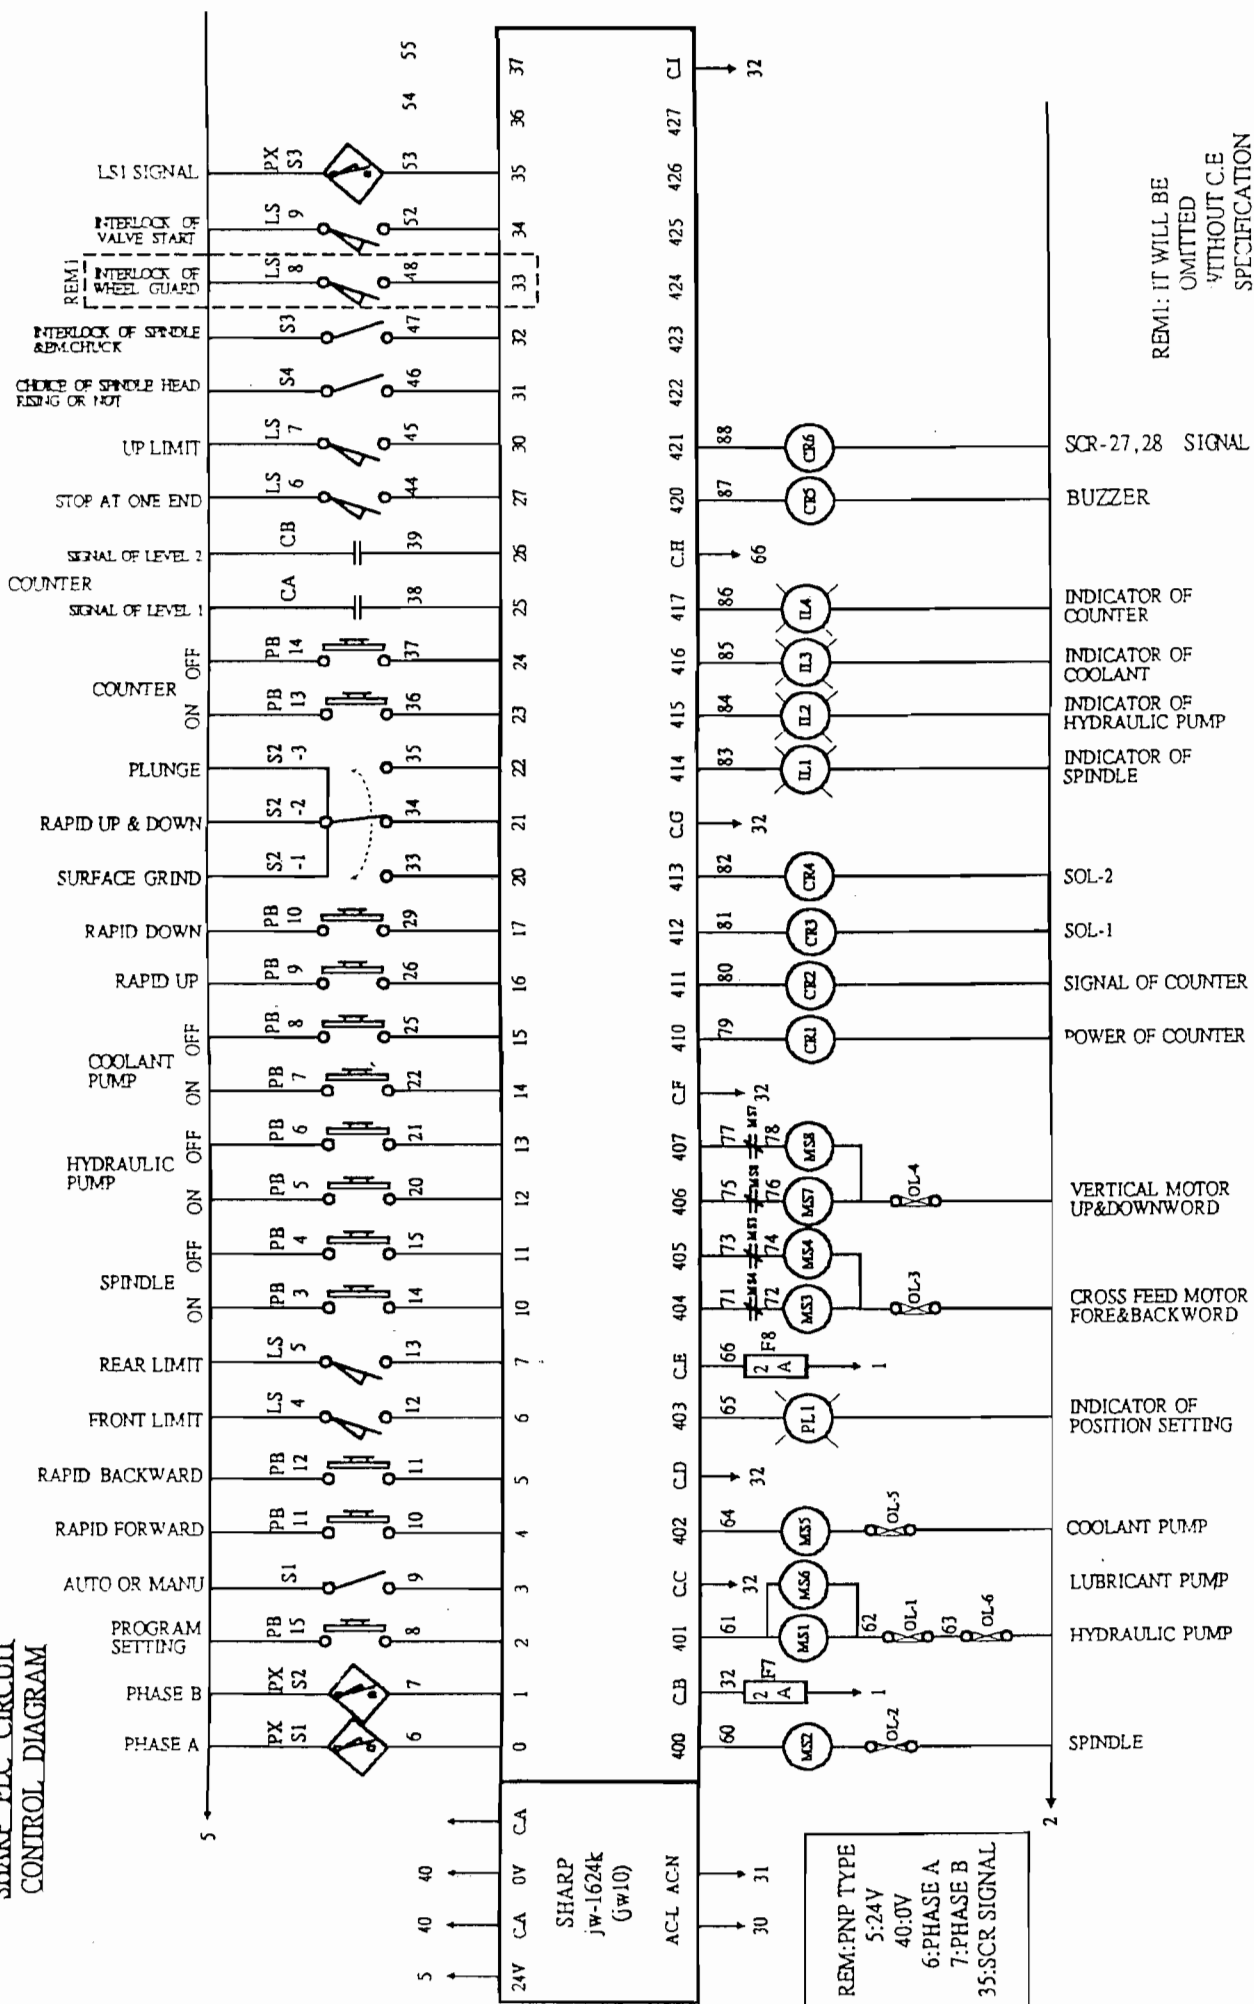 SHARP PLC CIRCUIT
CONTROL DIAGRAM
LS1 SIGNAL
PX
S3
53
35
54
36
55
37
INTERLOCK OF
VALVE START
LS
9
52
34
REM1
INTERLOCK OF
WHEEL GUARD
LS
8
48
33
INTERLOCK OF SPINDLE
&EM.CHUCK
S3
47
32
CHOICE OF SPINDLE HEAD
RISING OR NOT
S4
46
31
UP LIMIT
LS
7
45
30
STOP AT ONE END
LS
6
44
27
SIGNAL OF LEVEL 2
CB
39
26
COUNTER
SIGNAL OF LEVEL 1
CA
38
25
OFF
PB
14
37
24
COUNTER
ON
PB
13
36
23
PLUNGE
S2
-3
35
22
RAPID UP & DOWN
S2
-2
34
21
SURFACE GRIND
S2
-1
33
20
RAPID DOWN
PB
10
29
17
RAPID UP
PB
9
26
16
OFF
PB
8
25
15
COOLANT
PUMP
ON
PB
7
22
14
OFF
PB
6
21
13
HYDRAULIC
PUMP
ON
PB
5
20
12
OFF
PB
4
15
11
SPINDLE
ON
PB
3
14
10
REAR LIMIT
LS
5
13
7
FRONT LIMIT
LS
4
12
6
RAPID BACKWARD
PB
12
11
5
RAPID FORWARD
PB
11
10
4
AUTO OR MANU
S1
9
3
PROGRAM
SETTING
PB
15
8
2
PHASE B
PX
S2
7
1
PHASE A
PX
S1
6
0
5
C.A
40
0V
40
C.A
5
24V
SHARP
jw-1624k
(jw10)
AC-L AC-N
30
31
C.I
32
427
426
425
424
423
422
421
88
CR6
SCR-27,28 SIGNAL
420
87
CR5
BUZZER
C.H
66
417
86
IL4
INDICATOR OF
COUNTER
416
85
IL3
INDICATOR OF
COOLANT
415
84
IL2
INDICATOR OF
HYDRAULIC PUMP
414
83
IL1
INDICATOR OF
SPINDLE
C.G
32
413
82
CR4
SOL-2
412
81
CR3
SOL-1
411
80
CR2
SIGNAL OF COUNTER
410
79
CR1
POWER OF COUNTER
C.F
32
407
77
MS7
78
MS8
406
75
MS8
76
MS7
OL-4
VERTICAL MOTOR
UP&DOWNWORD
405
73
MS3
74
MS4
404
71
MS4
72
MS3
OL-3
CROSS FEED MOTOR
FORE&BACKWORD
C.E
66
F8
2
A
1
403
65
PL1
INDICATOR OF
POSITION SETTING
C.D
32
402
64
MS5
OL-5
COOLANT PUMP
C.C
32
MS6
LUBRICANT PUMP
401
61
MS1
62
OL-1
63
OL-6
HYDRAULIC PUMP
C.B
32
F7
2
A
1
400
60
MS2
OL-2
SPINDLE
2
REM:PNP TYPE
5:24V
40:0V
6:PHASE A
7:PHASE B
35:SCR SIGNAL
REM1: IT WILL BE
OMITTED
WITHOUT C.E
SPECIFICATION